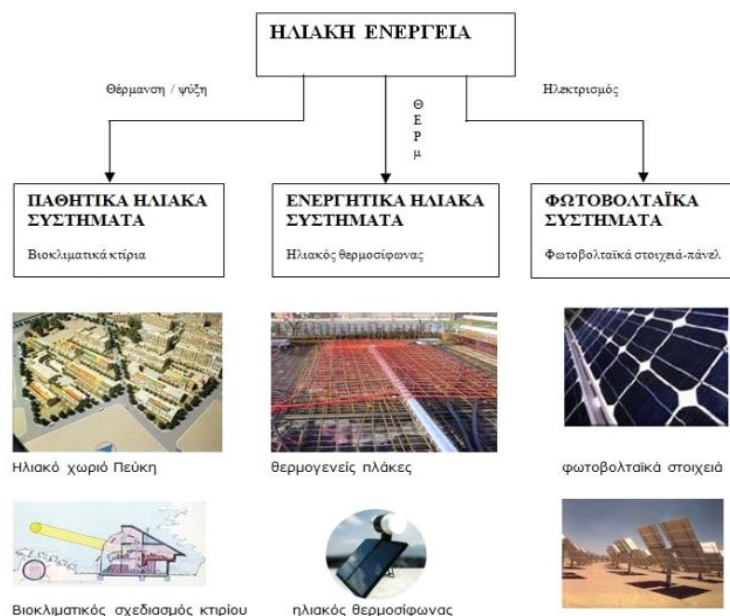 ΗΛΙΑΚΗ ΕΝΕΡΓΕΙΑ
Θέρμανση / ψύξη
Θ
Ε
Ρ
μ
Ηλεκτρισμός
ΠΑΘΗΤΙΚΑ ΗΛΙΑΚΑ
ΣΥΣΤΗΜΑΤΑ
Βιοκλιματικά κτίρια
ΕΝΕΡΓΗΤΙΚΑ ΗΛΙΑΚΑ
ΣΥΣΤΗΜΑΤΑ
Ηλιακός θερμοσίφωνας
ΦΩΤΟΒΟΛΤΑΪΚΑ
ΣΥΣΤΗΜΑΤΑ
Φωτοβολταϊκά στοιχειά-πάνελ
Ηλιακό χωριό Πεύκη
θερμογενείς πλάκες
φωτοβολταϊκά στοιχειά
Βιοκλιματικός σχεδιασμός κτιρίου
ηλιακός θερμοσίφωνας